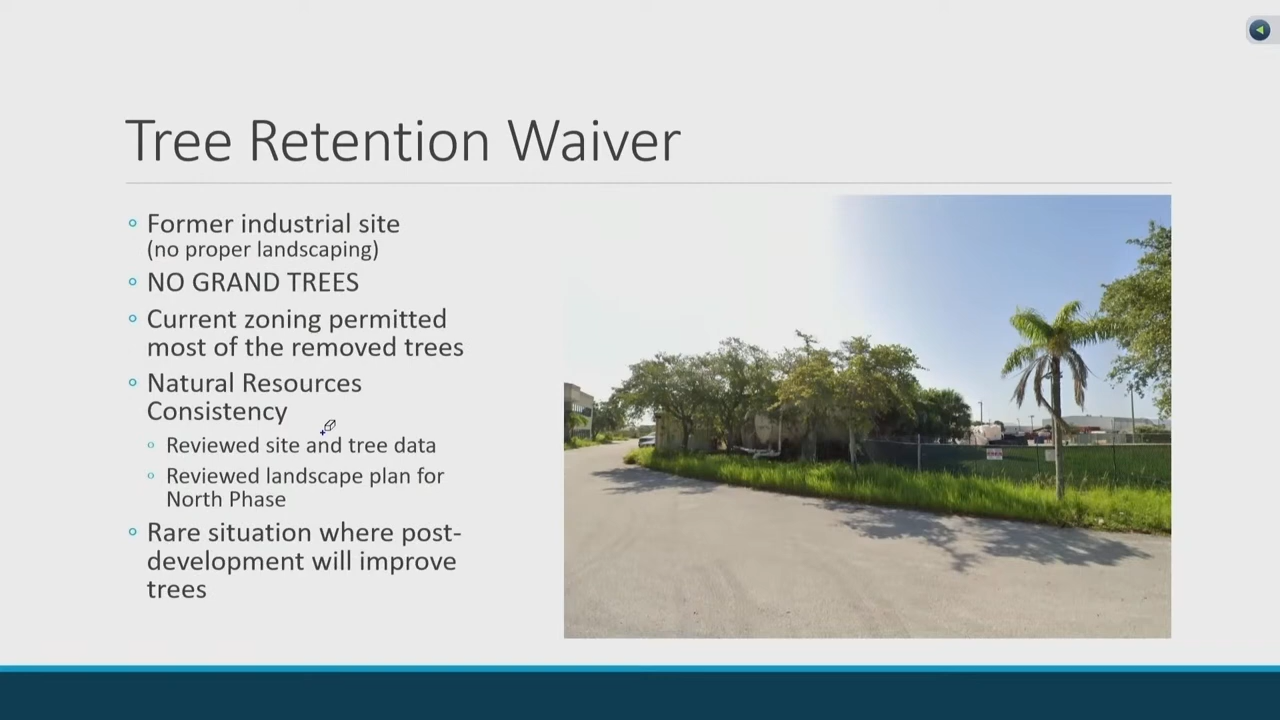 Tree Retention Waiver
Former industrial site
(no proper landscaping)
NO GRAND TREES
Current zoning permitted
most of the removed trees
Natural Resources
Consistency
Reviewed site and tree data
Reviewed landscape plan for
North Phase
Rare situation where post-
development will improve
trees